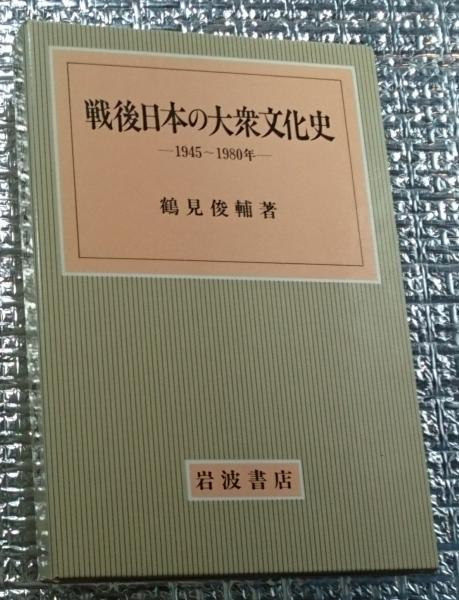 戦後日本の大衆文化史
—1945～1980年—
鶴見俊輔著
岩波書店